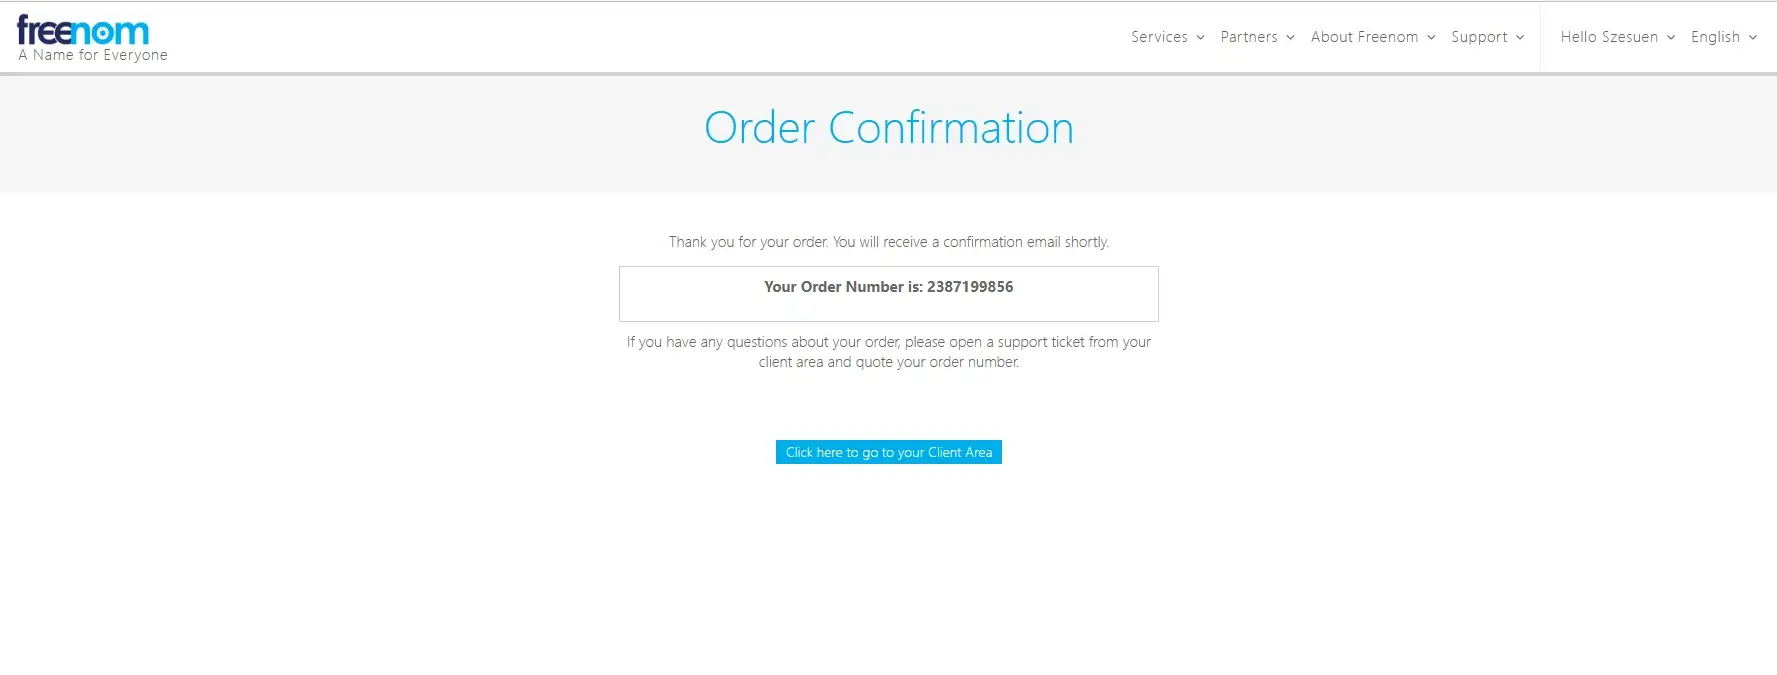 freenom
A Name for Everyone
Services Partners About Freenom Support Hello Szesuen English
Order Confirmation
Thank you for your order. You will receive a confirmation email shortly.
Your Order Number is: 2387199856
If you have any questions about your order, please open a support ticket from your
client area and quote your order number.
Click here to go to your Client Area